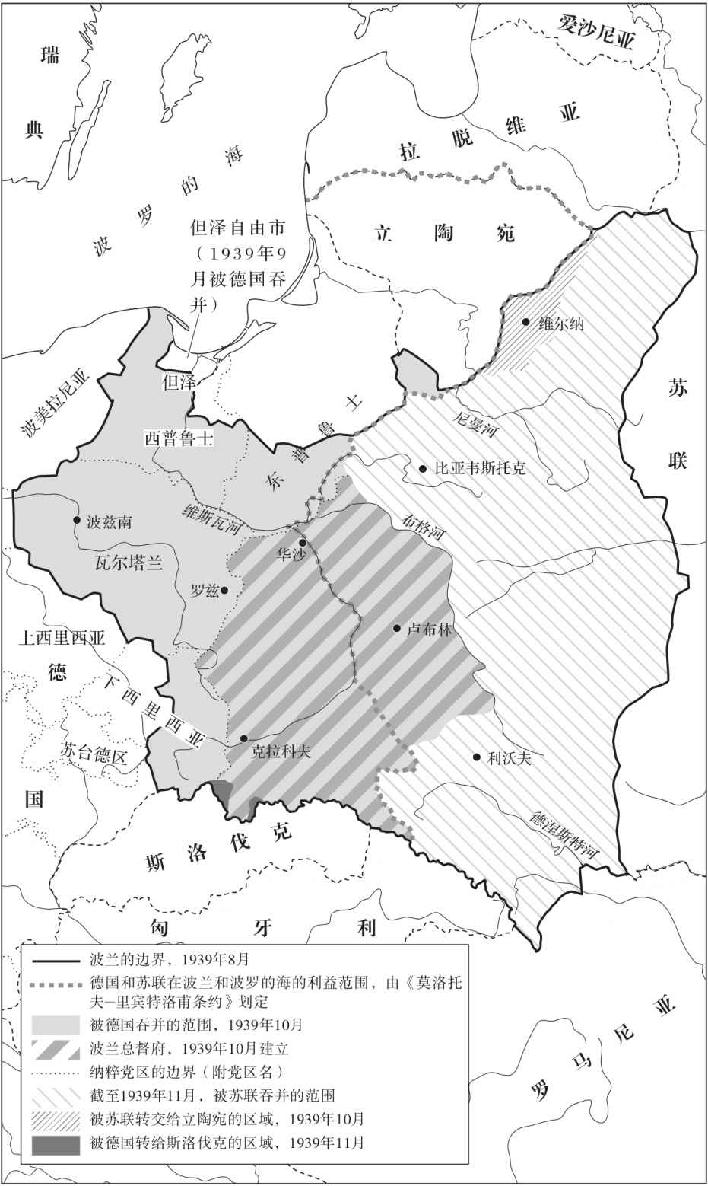 爱沙尼亚
瑞典
拉脱维亚
波罗的海
立陶宛
但泽自由市
（1939年9
月被德国吞
并）
维尔纳
苏联
但泽
波美拉尼亚
西普鲁士
东普鲁士
尼曼河
比亚韦斯托克
维斯瓦河
布格河
波兹南
华沙
瓦尔塔兰
罗兹
卢布林
上西里西亚
德国
下西里西亚
苏台德区
克拉科夫
利沃夫
德涅斯特河
斯洛伐克
匈牙利
罗马尼亚
波兰的边界，1939年8月
德国和苏联在波兰和波罗的海的利益范围，由《莫洛托
夫—里宾特洛甫条约》划定
被德国吞并的范围，1939年10月
波兰总督府，1939年10月建立
纳粹党区的边界（附党区名）
截至1939年11月，被苏联吞并的范围
被苏联转交给立陶宛的区域，1939年10月
被德国转给斯洛伐克的区域，1939年11月